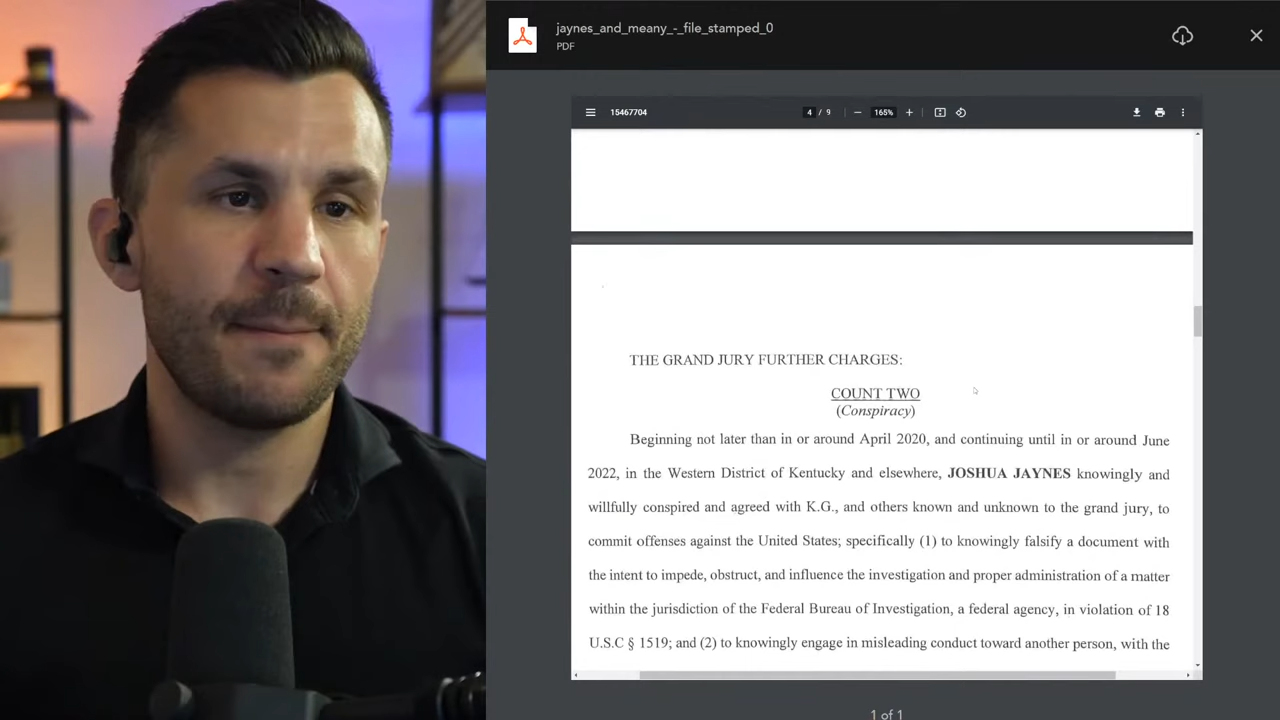 jaynes_and_meany_-_file_stamped_0
PDF
15467704
4 / 9
165%
THE GRAND JURY FURTHER CHARGES:
COUNT TWO
(Conspiracy)
Beginning not later than in or around April 2020, and continuing until in or around June
2022, in the Western District of Kentucky and elsewhere, JOSHUA JAYNES knowingly and
willfully conspired and agreed with K.G., and others known and unknown to the grand jury, to
commit offenses against the United States; specifically (1) to knowingly falsify a document with
the intent to impede, obstruct, and influence the investigation and proper administration of a matter
within the jurisdiction of the Federal Bureau of Investigation, a federal agency, in violation of 18
U.S.C § 1519; and (2) to knowingly engage in misleading conduct toward another person, with the
1 of 1